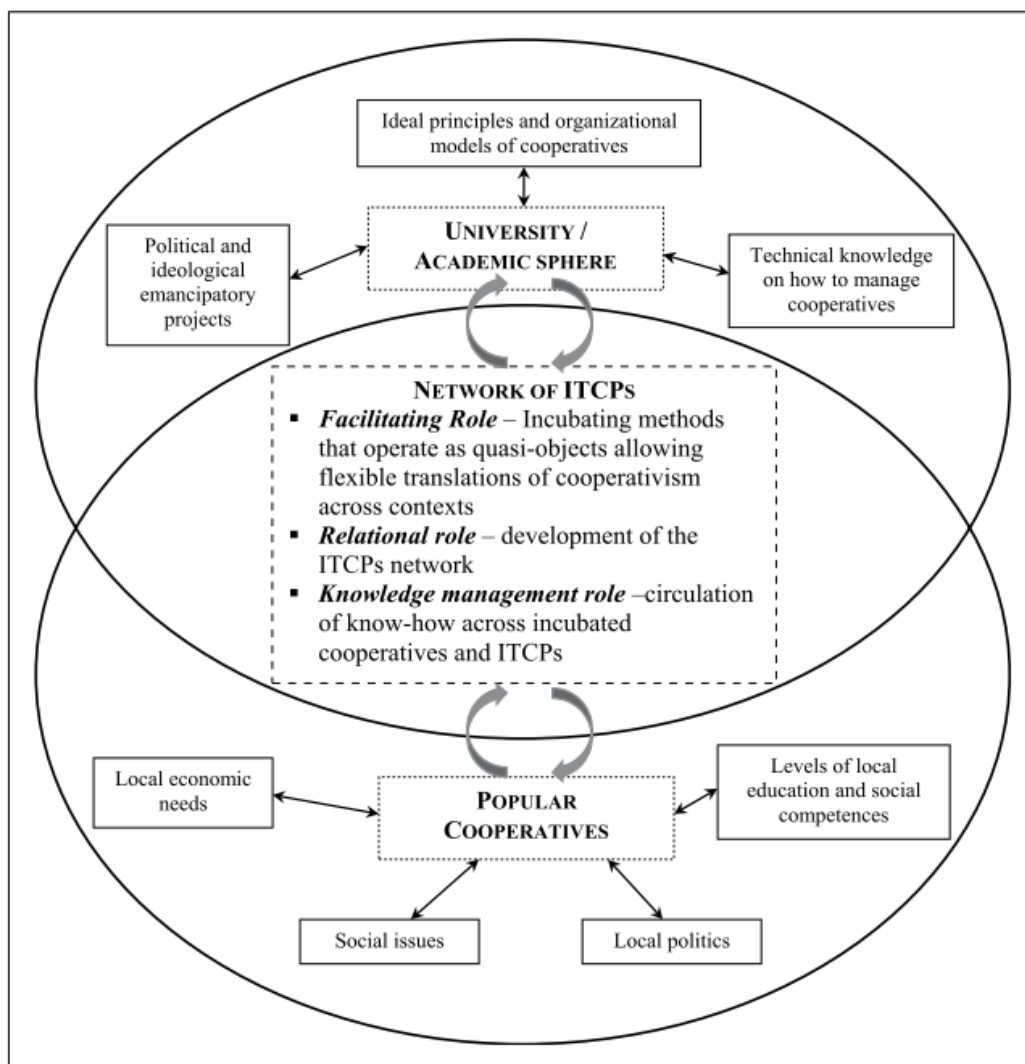 Ideal principles and organizational
models of cooperatives
UNIVERSITY /
ACADEMIC SPHERE
Political and
ideological
emancipatory
projects
Technical knowledge
on how to manage
cooperatives
NETWORK OF ITCPS
▪ Facilitating Role – Incubating methods
that operate as quasi-objects allowing
flexible translations of cooperativism
across contexts
▪ Relational role – development of the
ITCPs network
▪ Knowledge management role –circulation
of know-how across incubated
cooperatives and ITCPs
Local economic
needs
POPULAR
COOPERATIVES
Levels of local
education and social
competences
Social issues
Local politics